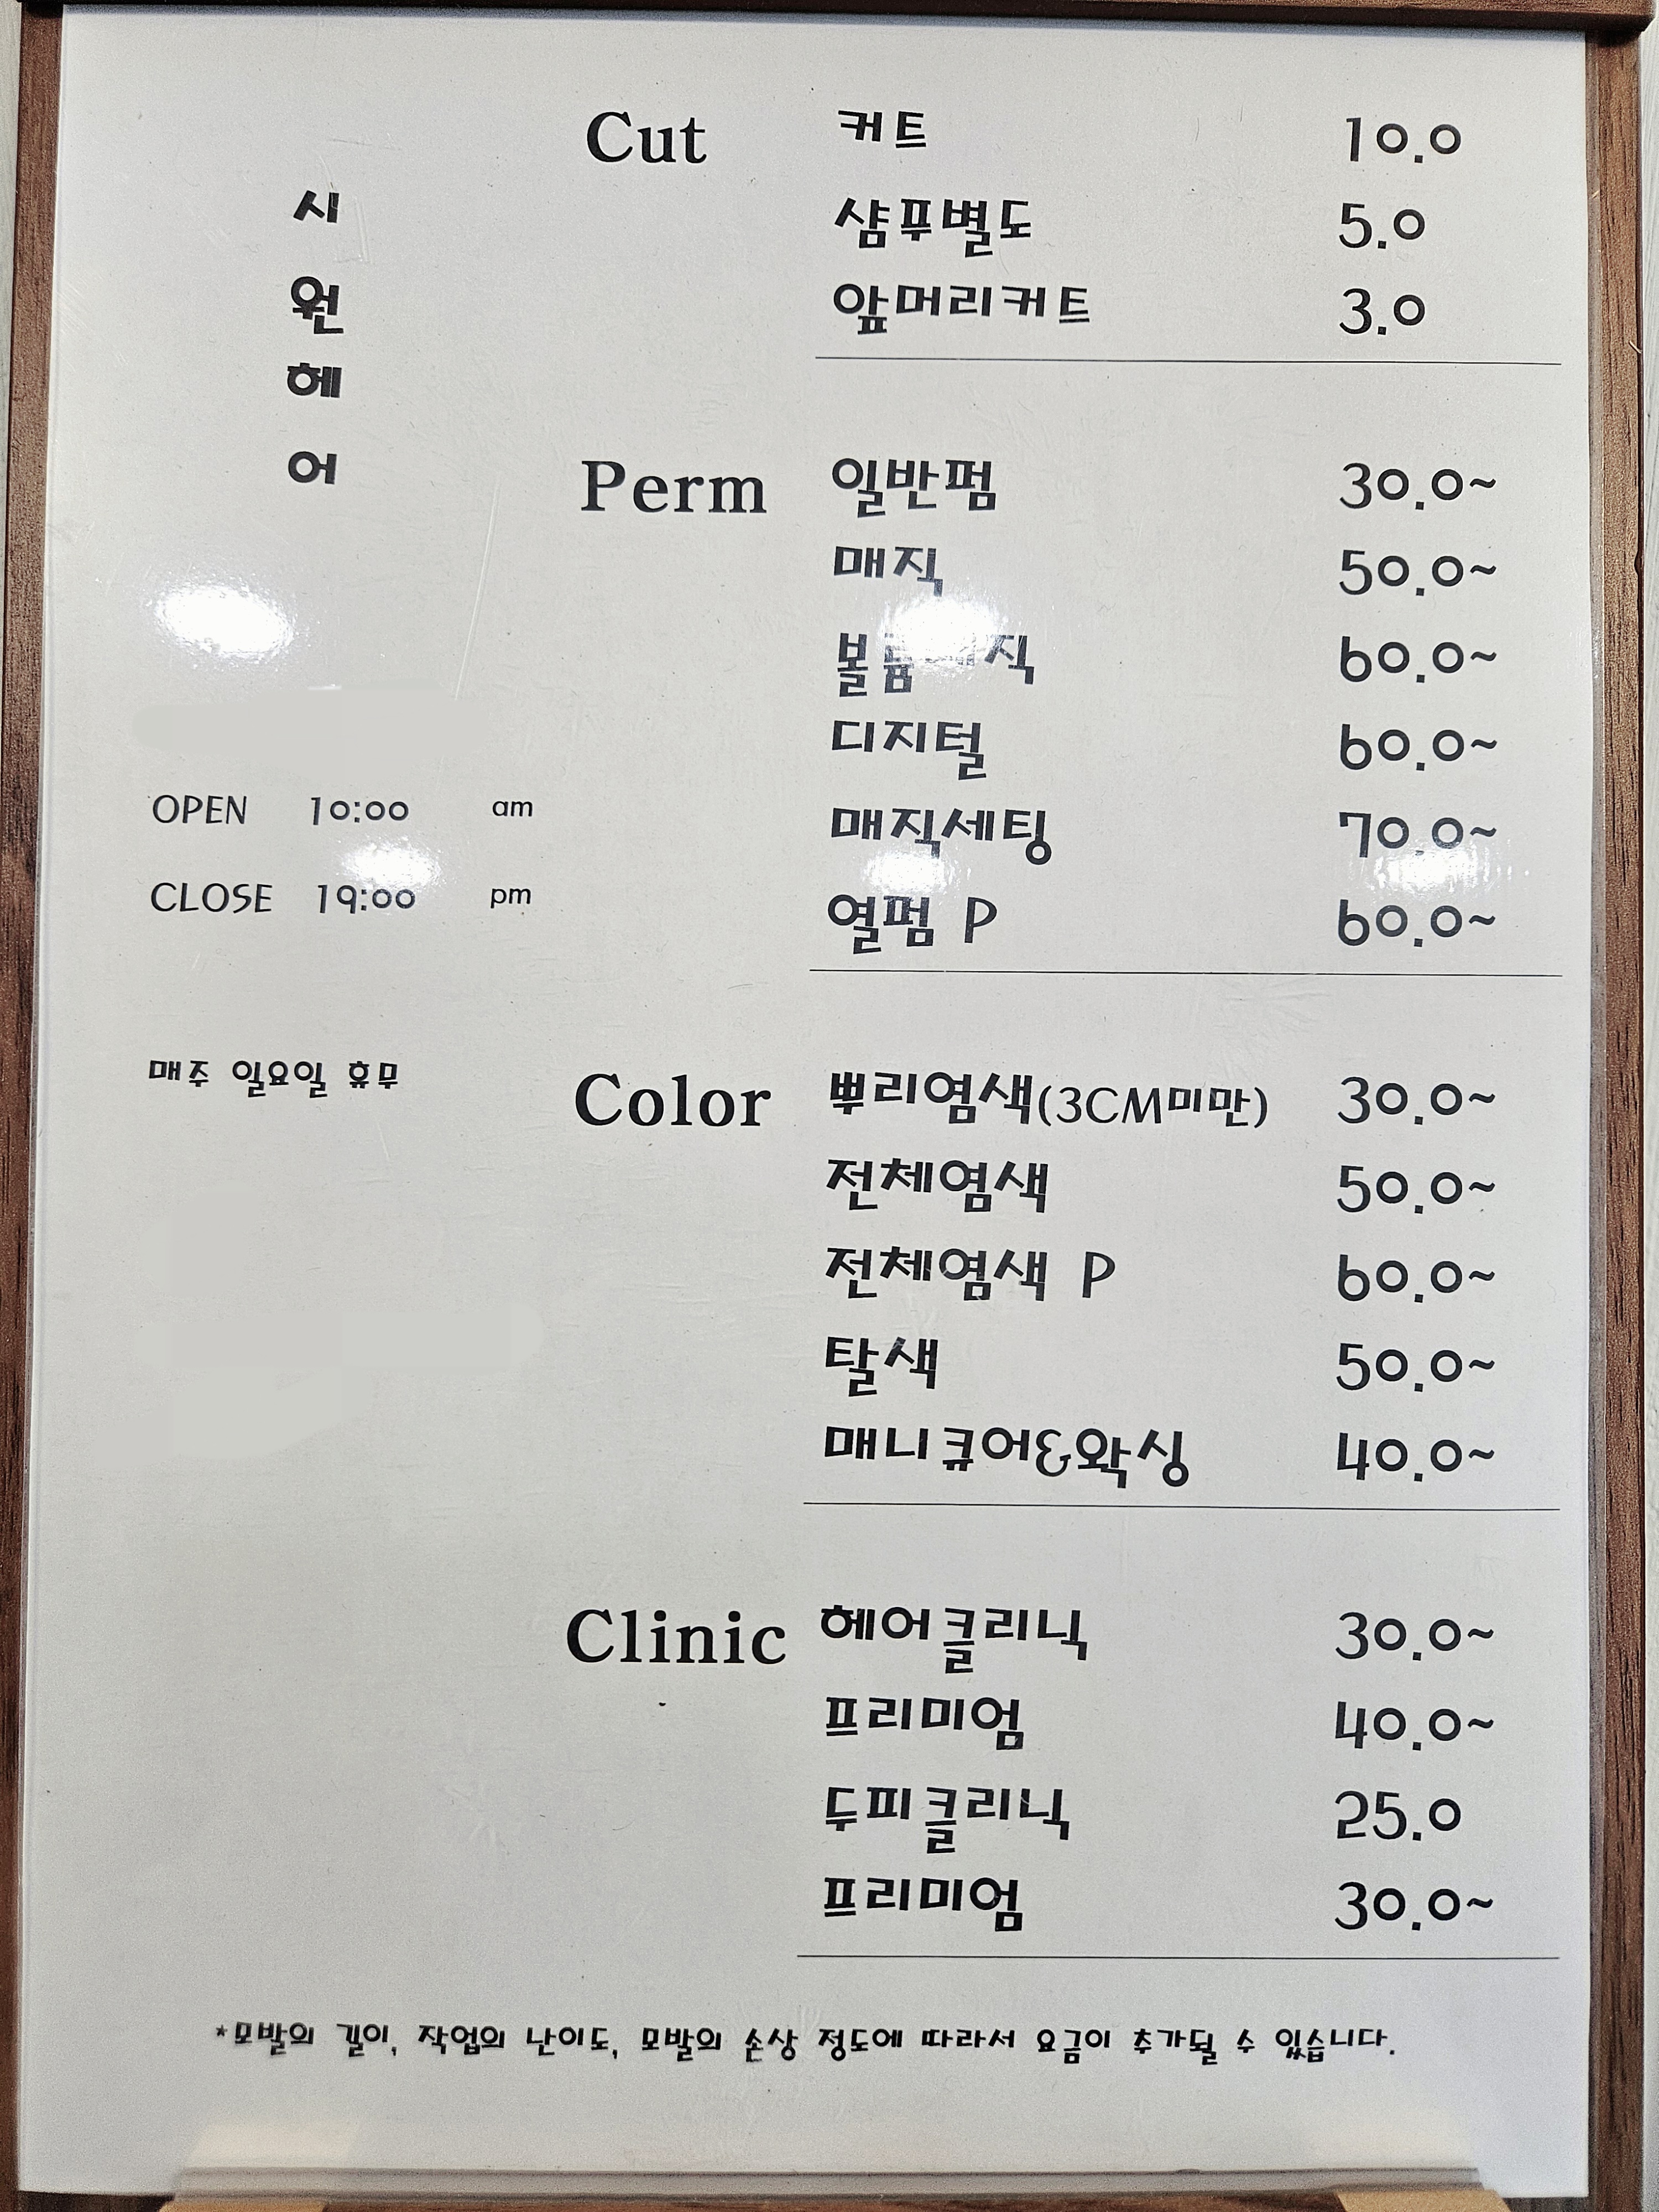 시
원
헤
어
OPEN 10:00 am
CLOSE 19:00 pm
매주 일요일 휴무
Cut 커트 10.0
샴푸별도 5.0
앞머리커트 3.0
Perm 일반펌 30.0~
매직 50.0~
볼륨매직 60.0~
디지털 60.0~
매직세팅 70.0~
열펌 P 60.0~
Color 뿌리염색(3CM미만) 30.0~
전체염색 50.0~
전체염색 P 60.0~
탈색 50.0~
매니큐어&왁싱 40.0~
Clinic 헤어클리닉 30.0~
프리미엄 40.0~
두피클리닉 25.0
프리미엄 30.0~
*모발의 길이, 작업의 난이도, 모발의 손상 정도에 따라서 요금이 추가될 수 있습니다.